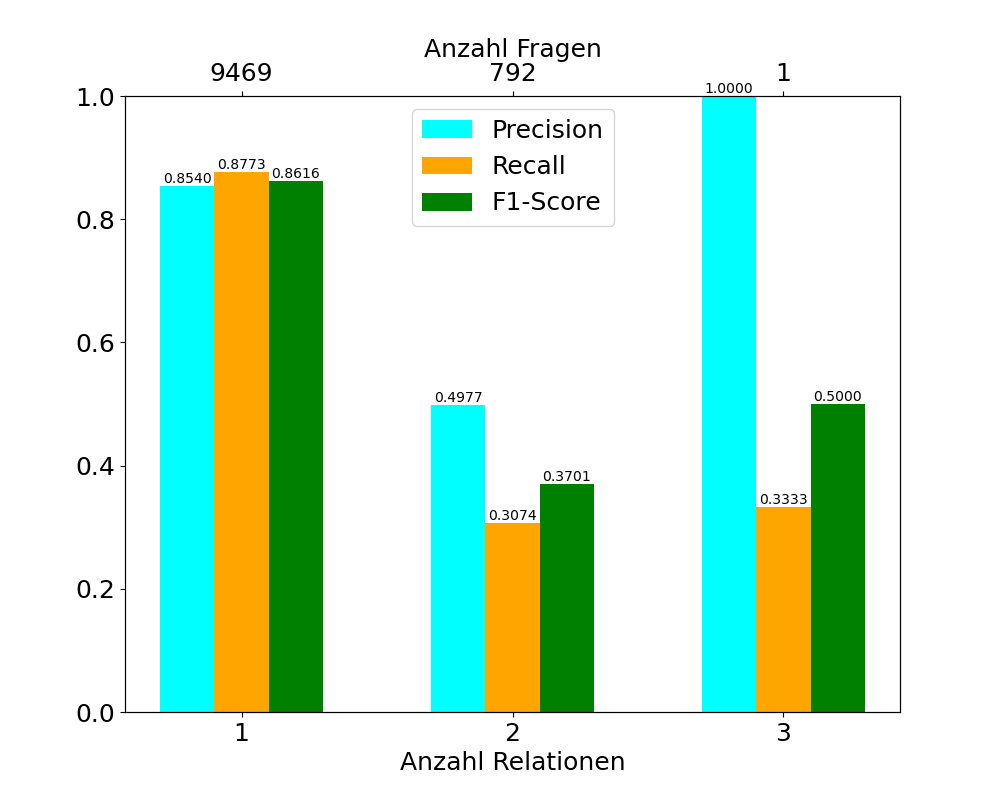 Anzahl Fragen
9469 792 1
1.0
0.8
0.6
0.4
0.2
0.0
Precision
Recall
F1-Score
0.8540 0.8773 0.8616
0.4977 0.3074 0.3701
1.0000 0.3333 0.5000
1 2 3
Anzahl Relationen